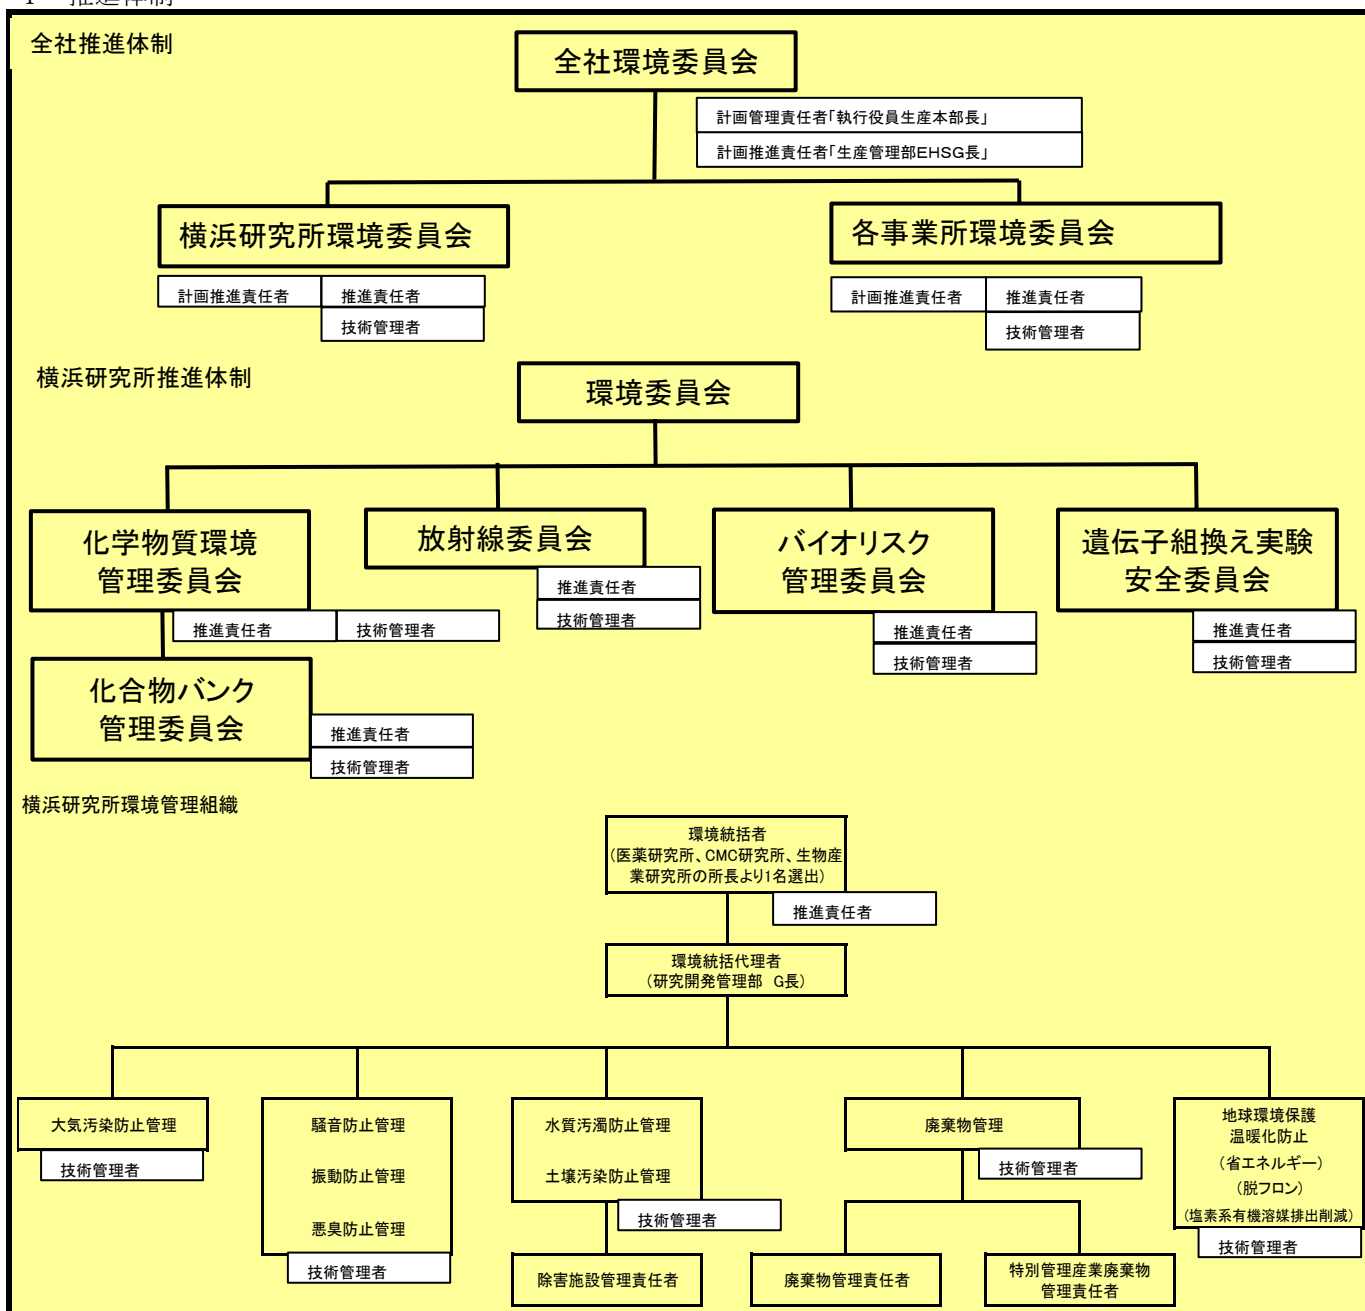 1 推進体制
全社推進体制
全社環境委員会
計画管理責任者「執行役員生産本部長」
計画推進責任者「生産管理部EHSG長」
横浜研究所環境委員会
各事業所環境委員会
計画推進責任者
推進責任者
技術管理者
計画推進責任者
推進責任者
技術管理者
横浜研究所推進体制
環境委員会
化学物質環境
管理委員会
推進責任者
技術管理者
放射線委員会
推進責任者
技術管理者
バイオリスク
管理委員会
推進責任者
技術管理者
遺伝子組換え実験
安全委員会
推進責任者
技術管理者
化合物バンク
管理委員会
推進責任者
技術管理者
横浜研究所環境管理組織
環境統括者
(医薬研究所、CMC研究所、生物産
業研究所の所長より1名選出)
推進責任者
環境統括代理者
(研究開発管理部 G長)
大気汚染防止管理
技術管理者
騒音防止管理
振動防止管理
悪臭防止管理
技術管理者
水質汚濁防止管理
土壌汚染防止管理
技術管理者
除害施設管理責任者
廃棄物管理
技術管理者
廃棄物管理責任者
特別管理産業廃棄物
管理責任者
地球環境保護
温暖化防止
(省エネルギー)
(脱フロン)
(塩素系有機溶媒排出削減)
技術管理者